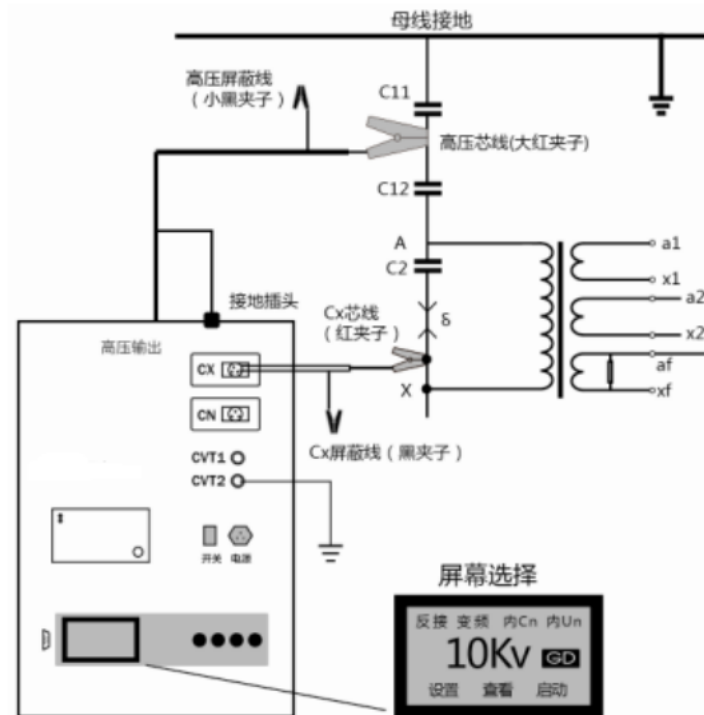 母线接地
高压屏蔽线
（小黑夹子）
C11
高压芯线(大红夹子)
C12
A
C2
a1
x1
a2
x2
af
xf
δ
Cx芯线
（红夹子）
接地插头
高压输出
CX
CN
X
Cx屏蔽线（黑夹子）
CVT1
CVT2
开关 电源
屏幕选择
反接 变频 内Cn 内Un
10Kv GD
设置 查看 启动